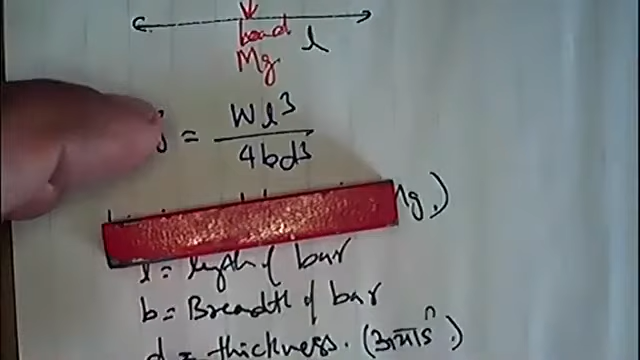 load
Mg
l
= Wl³ / 4bd³
Mg.)
l = length of bar
b = Breadth of bar
d = thickness.